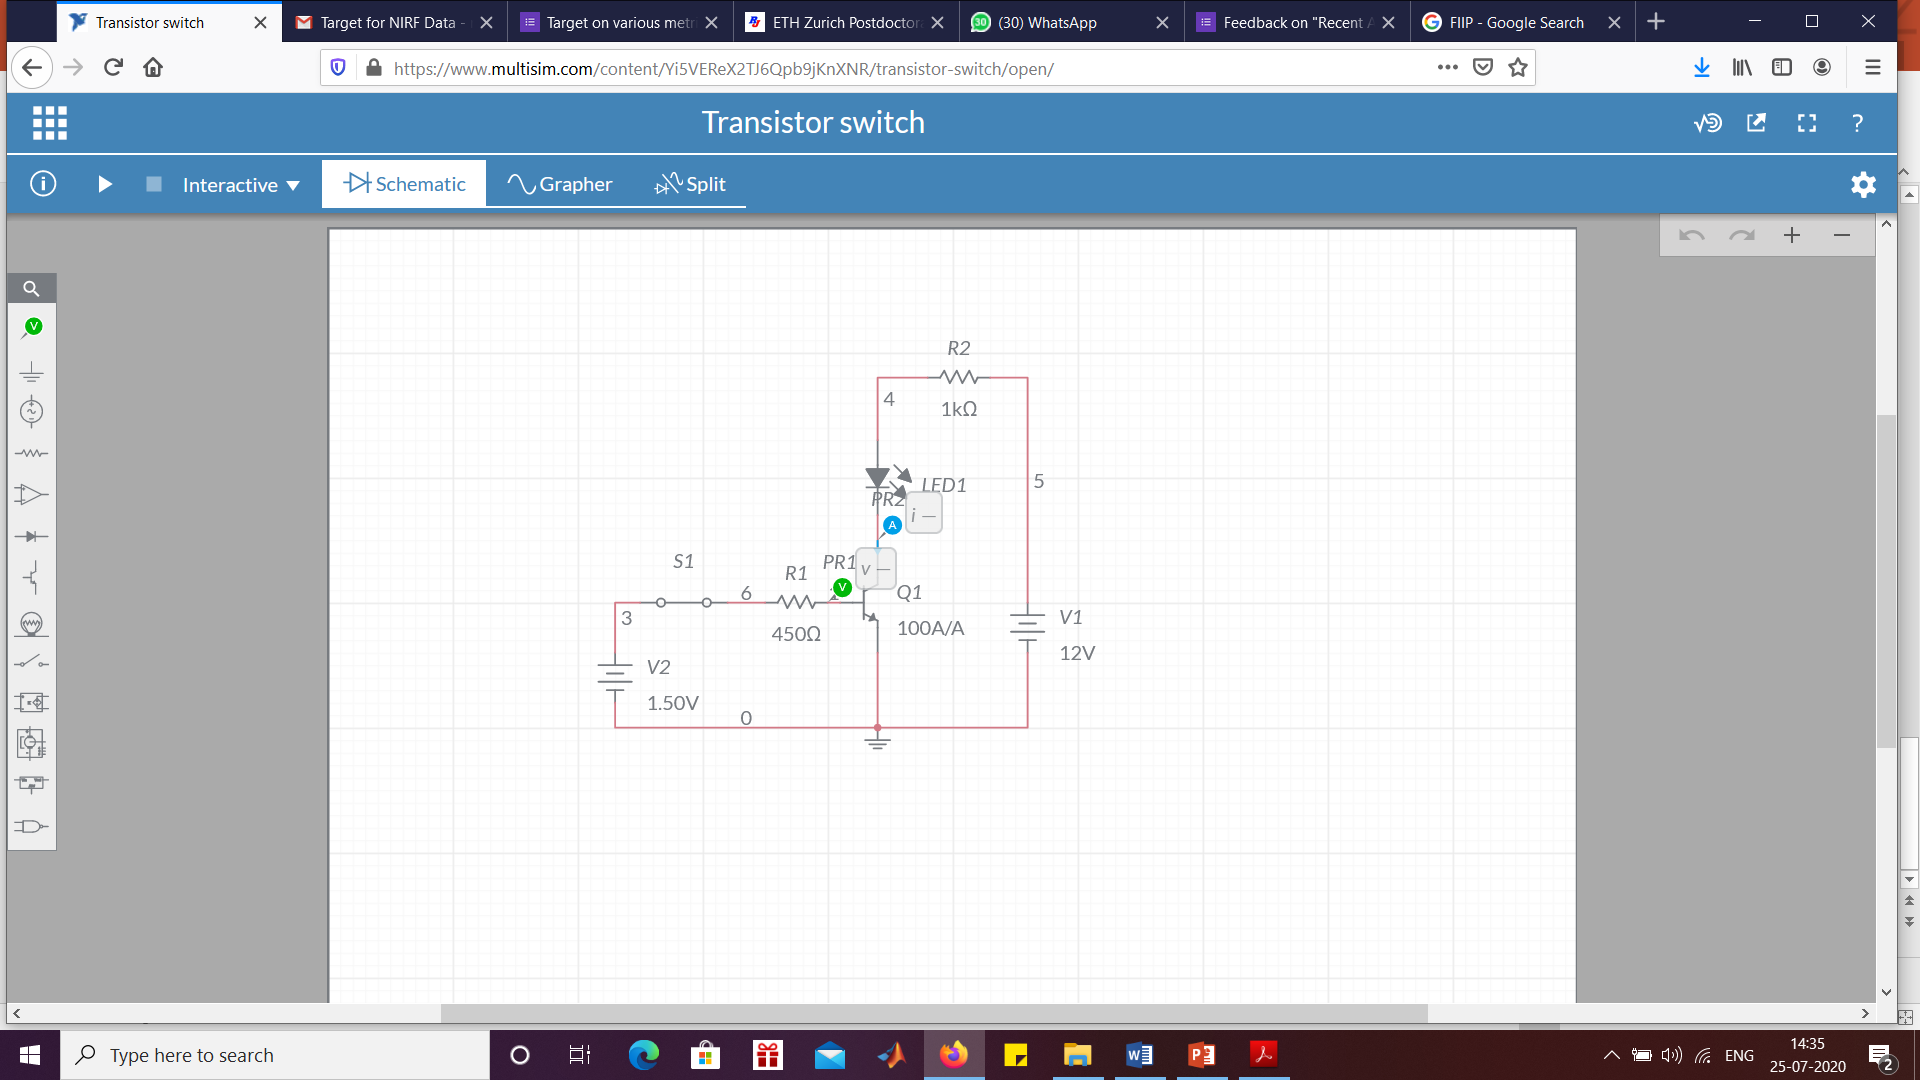 Transistor switch
Target for NIRF Data -
Target on various metr
ETH Zurich Postdoctor
(30) WhatsApp
Feedback on "Recent A
FIIP - Google Search
https://www.multisim.com/content/Yi5VEReX2TJ6Qpb9jKnXNR/transistor-switch/open/
Transistor switch
?
Interactive
Schematic
Grapher
Split
V
R2
4
1kΩ
5
LED1
PR2
i —
A
S1
PR1
v —
R1
V
6
Q1
3
450Ω
100A/A
V1
12V
V2
1.50V
0
Type here to search
ENG
14:35
25-07-2020
2